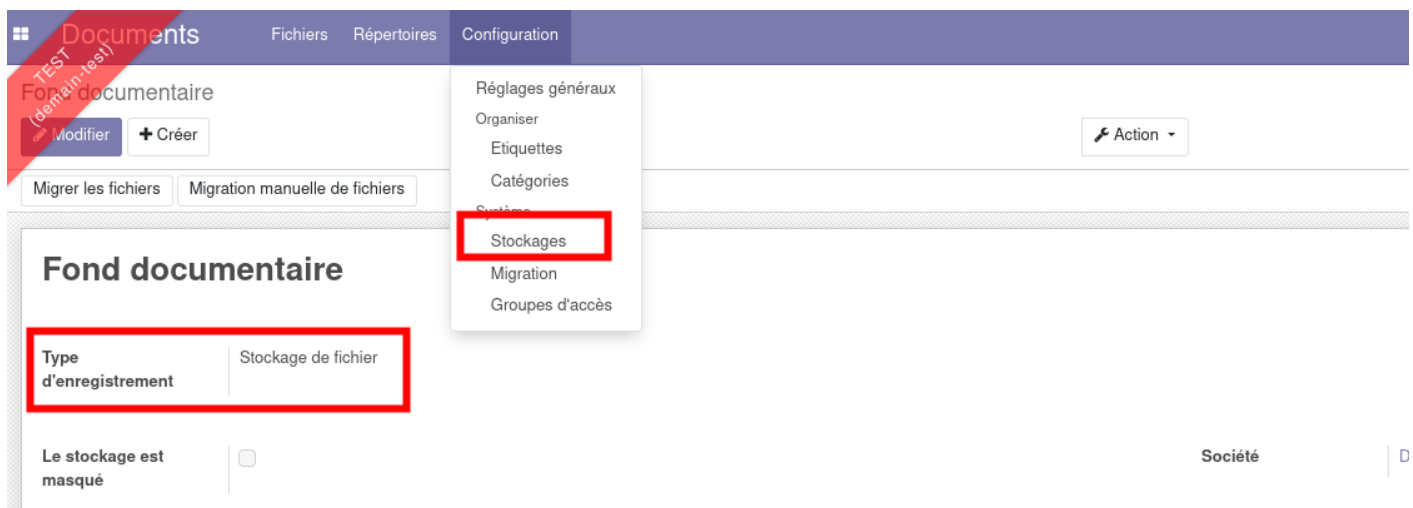 Documents Fichiers Répertoires Configuration
TEST
(demain-test)
Fond documentaire
Modifier Créer Action
Migrer les fichiers Migration manuelle de fichiers
Réglages généraux
Organiser
Etiquettes
Catégories
Système
Stockages
Migration
Groupes d'accès
Fond documentaire
Type
d'enregistrement
Stockage de fichier
Le stockage est
masqué
Société D